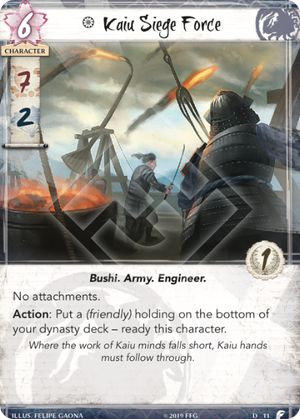 6
Kaiu Siege Force
CHARACTER
7
2
1
Bushi. Army. Engineer.
No attachments.
Action: Put a (friendly) holding on the bottom of
your dynasty deck – ready this character.
Where the work of Kaiu minds falls short, Kaiu hands
must follow through.
ILLUS. FELIPE GAONA
©2019 FFG
D 11